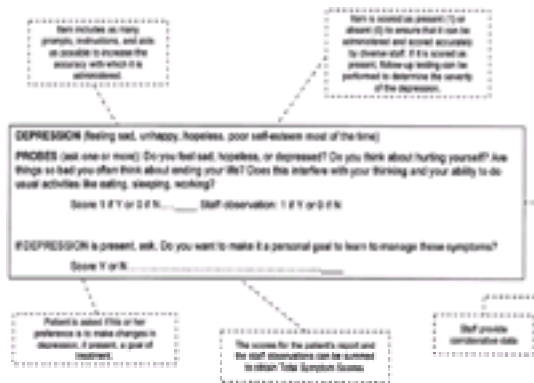 Item includes as many
prompts, instructions, and aids
as possible to increase the
accuracy with which it is
administered.
Item is scored as present (1) or
absent (0) to ensure that it can be
administered and scored accurately
by diverse staff. If it is scored as
present, follow-up testing can be
performed to determine the severity
of the depression.
DEPRESSION (feeling sad, unhappy, hopeless, poor self-esteem most of the time)
PROBES (ask one or more): Do you feel sad, hopeless, or depressed? Do you think about hurting yourself? Are
things so bad you often think about ending your life? Does this interfere with your thinking and your ability to do
usual activities like eating, sleeping, working?
Score 1 if Y or 0 if N... ____ Staff observation: 1 if Y or 0 if N
If DEPRESSION is present, ask, Do you want to make it a personal goal to learn to manage these symptoms?
Score Y or N
Patient is asked if his or her
preference is to make changes in
depression, if present, a goal of
treatment.
The scores for the patient's report and
the staff observations can be summed
to obtain Total Symptom Scores.
Staff provide
corroborative data